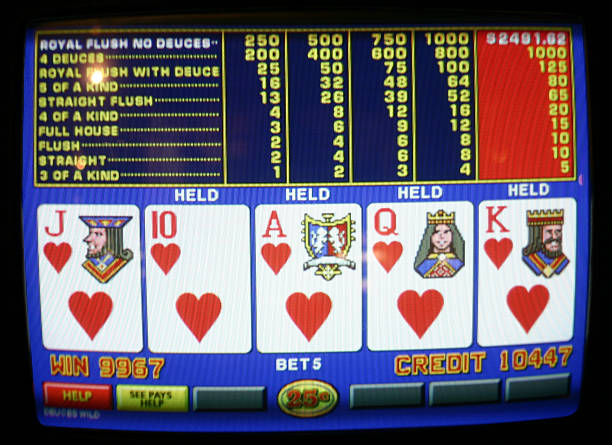 ROYAL FLUSH NO DEUCES·· 250 500 750 1000 $2491.62
4 DEUCES 200 400 600 800 1000
ROYAL FLUSH WITH DEUCE 25 50 75 100 125
5 OF A KIND 16 32 48 64 80
STRAIGHT FLUSH 13 26 39 52 65
4 OF A KIND 4 8 12 16 20
FULL HOUSE 3 6 9 12 15
FLUSH 2 4 6 8 10
STRAIGHT 2 4 6 8 10
3 OF A KIND 1 2 3 4 5
HELD HELD HELD HELD
J 10 A Q K
WIN 9967 BET 5 CREDIT 10447
HELP SEE PAYS HELP 25¢
DEUCES WILD